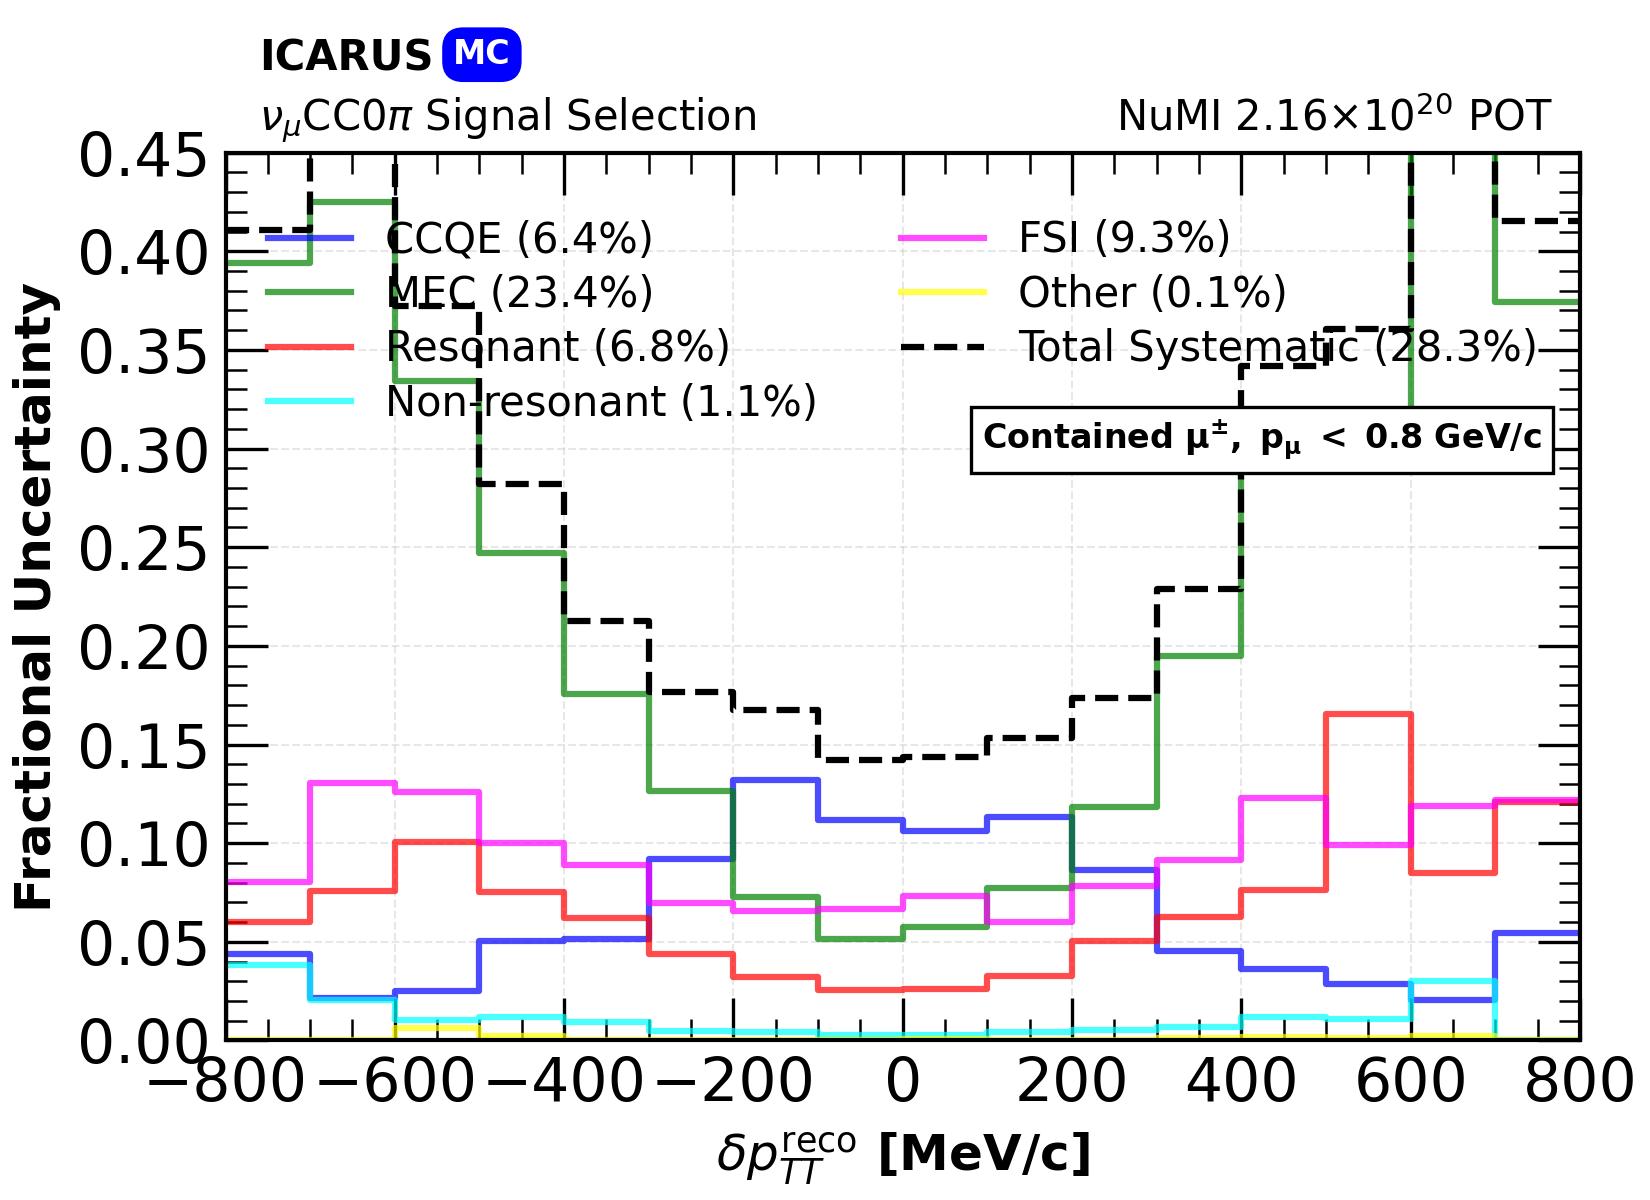 ICARUS MC
νμCC0π Signal Selection NuMI 2.16×10²⁰ POT
0.45
0.40
0.35
0.30
0.25
0.20
0.15
0.10
0.05
0.00
Fractional Uncertainty
CCQE (6.4%)
MEC (23.4%)
Resonant (6.8%)
Non-resonant (1.1%)
FSI (9.3%)
Other (0.1%)
Total Systematic (28.3%)
Contained μ±, pμ < 0.8 GeV/c
−800 −600 −400 −200 0 200 400 600 800
δp reco TT [MeV/c]